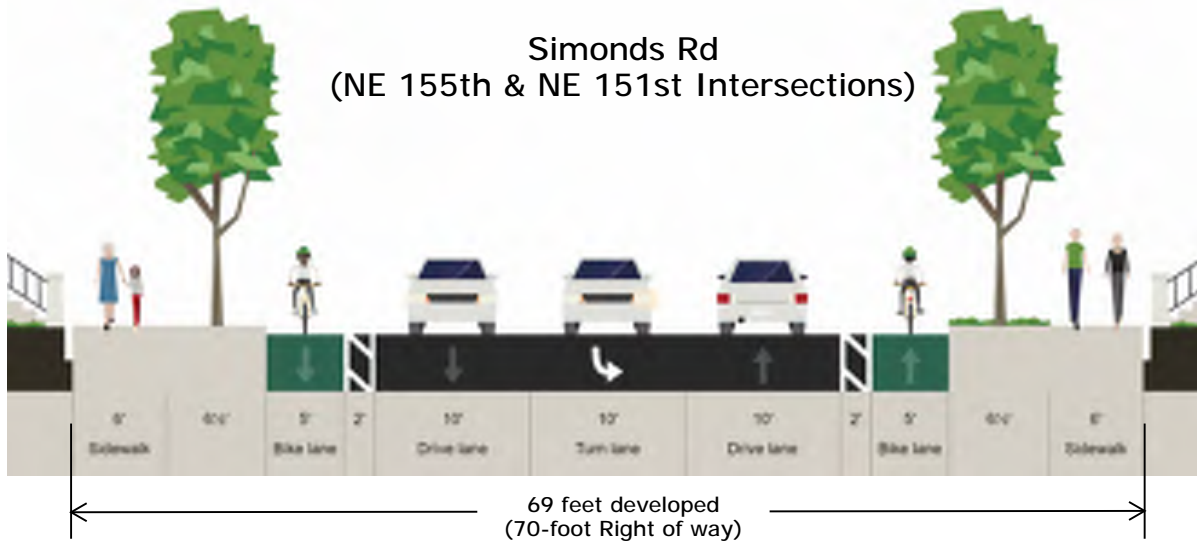 Simonds Rd
(NE 155th & NE 151st Intersections)
6' 6½' 5' 2' 10' 10' 10' 2' 5' 6½' 6'
Sidewalk Bike lane Drive lane Turn lane Drive lane Bike lane Sidewalk
69 feet developed
(70-foot Right of way)